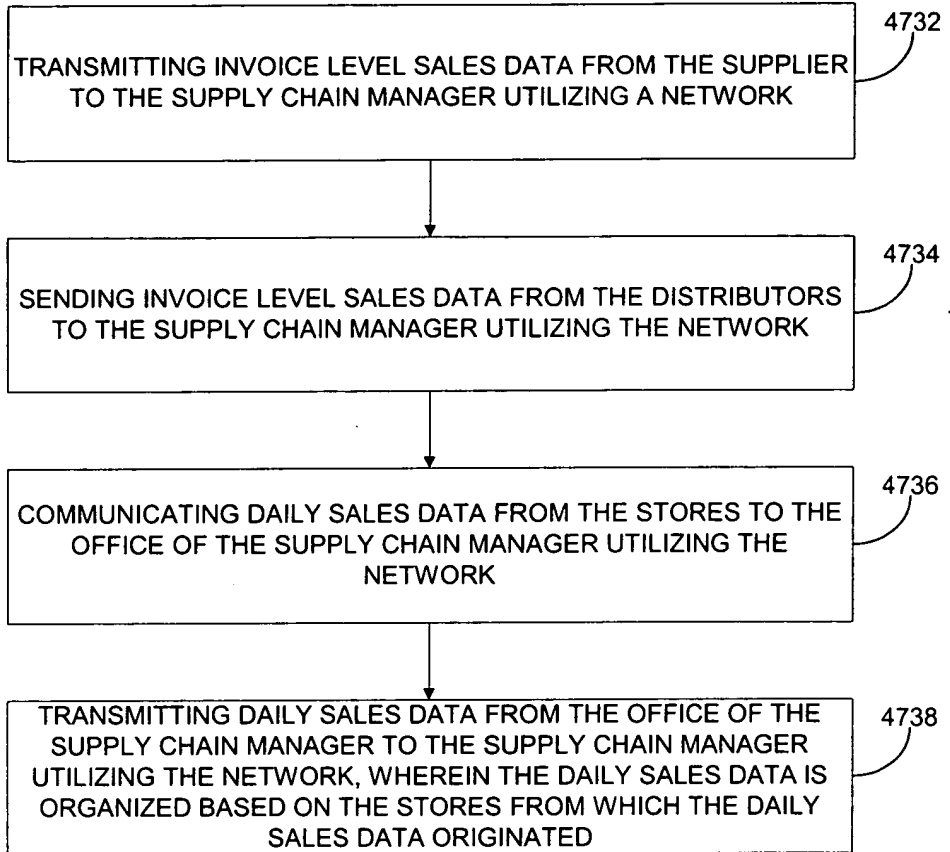 4732
TRANSMITTING INVOICE LEVEL SALES DATA FROM THE SUPPLIER
TO THE SUPPLY CHAIN MANAGER UTILIZING A NETWORK
4734
SENDING INVOICE LEVEL SALES DATA FROM THE DISTRIBUTORS
TO THE SUPPLY CHAIN MANAGER UTILIZING THE NETWORK
4736
COMMUNICATING DAILY SALES DATA FROM THE STORES TO THE
OFFICE OF THE SUPPLY CHAIN MANAGER UTILIZING THE
NETWORK
4738
TRANSMITTING DAILY SALES DATA FROM THE OFFICE OF THE
SUPPLY CHAIN MANAGER TO THE SUPPLY CHAIN MANAGER
UTILIZING THE NETWORK, WHEREIN THE DAILY SALES DATA IS
ORGANIZED BASED ON THE STORES FROM WHICH THE DAILY
SALES DATA ORIGINATED